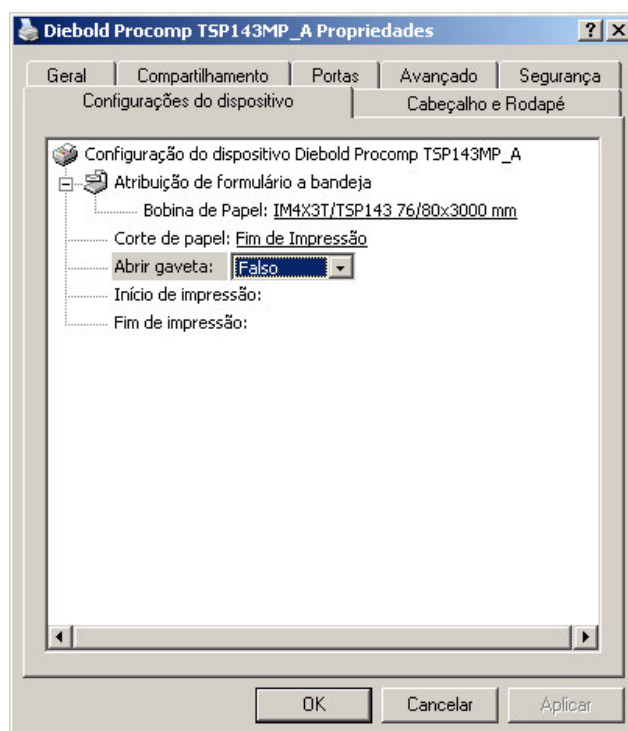 Diebold Procomp TSP143MP_A Propriedades
Geral Compartilhamento Portas Avançado Segurança
Configurações do dispositivo Cabeçalho e Rodapé
Configuração do dispositivo Diebold Procomp TSP143MP_A
Atribuição de formulário a bandeja
Bobina de Papel: IM4X3T/TSP143 76/80x3000 mm
Corte de papel: Fim de Impressão
Abrir gaveta: Falso
Início de impressão:
Fim de impressão:
OK Cancelar Aplicar